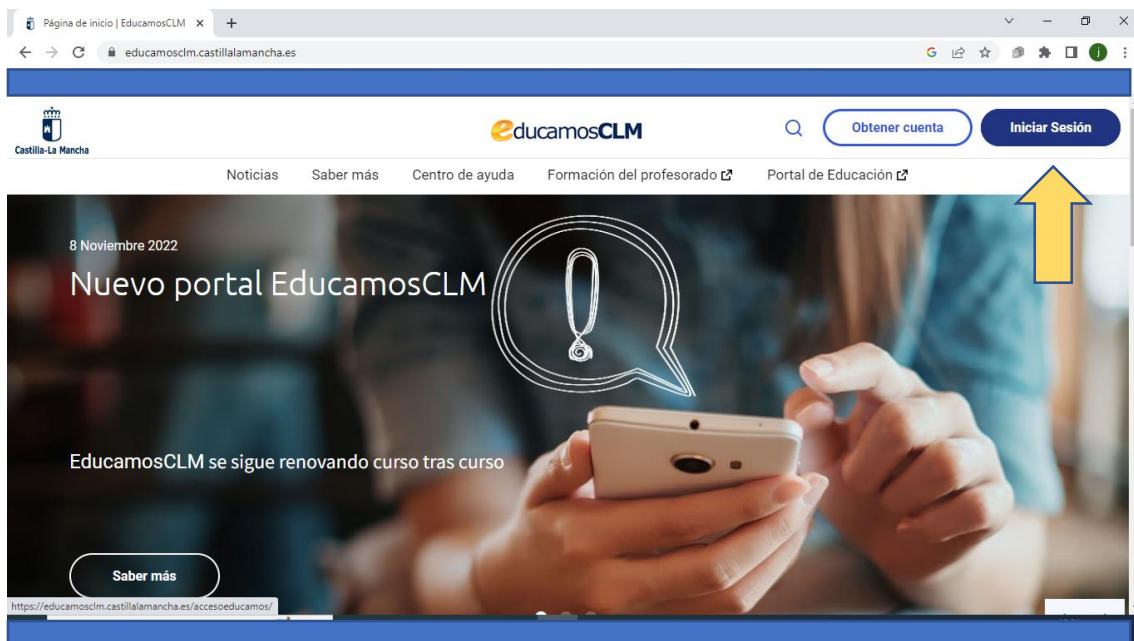 Página de inicio | EducamosCLM
educamosclm.castillalamancha.es
Castilla-La Mancha
educamosCLM
Obtener cuenta
Iniciar Sesión
Noticias Saber más Centro de ayuda Formación del profesorado Portal de Educación
8 Noviembre 2022
Nuevo portal EducamosCLM
EducamosCLM se sigue renovando curso tras curso
Saber más
https://educamosclm.castillalamancha.es/accesoeducamos/